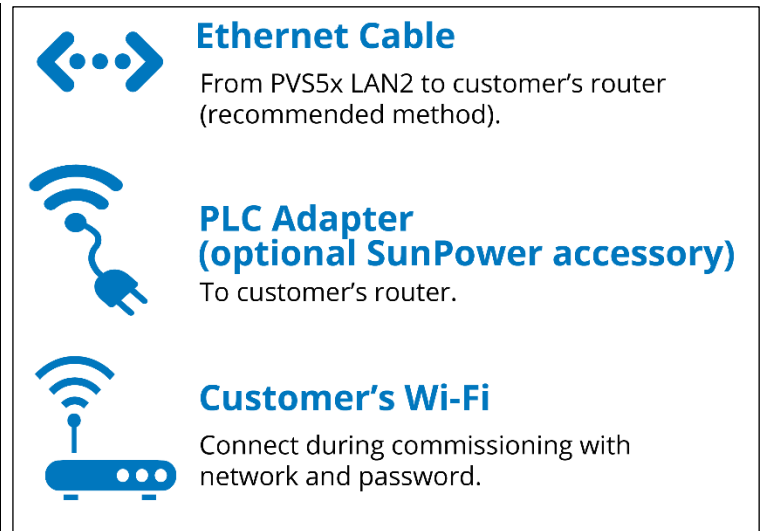 Ethernet Cable
From PVS5x LAN2 to customer's router
(recommended method).
PLC Adapter
(optional SunPower accessory)
To customer's router.
Customer's Wi-Fi
Connect during commissioning with
network and password.